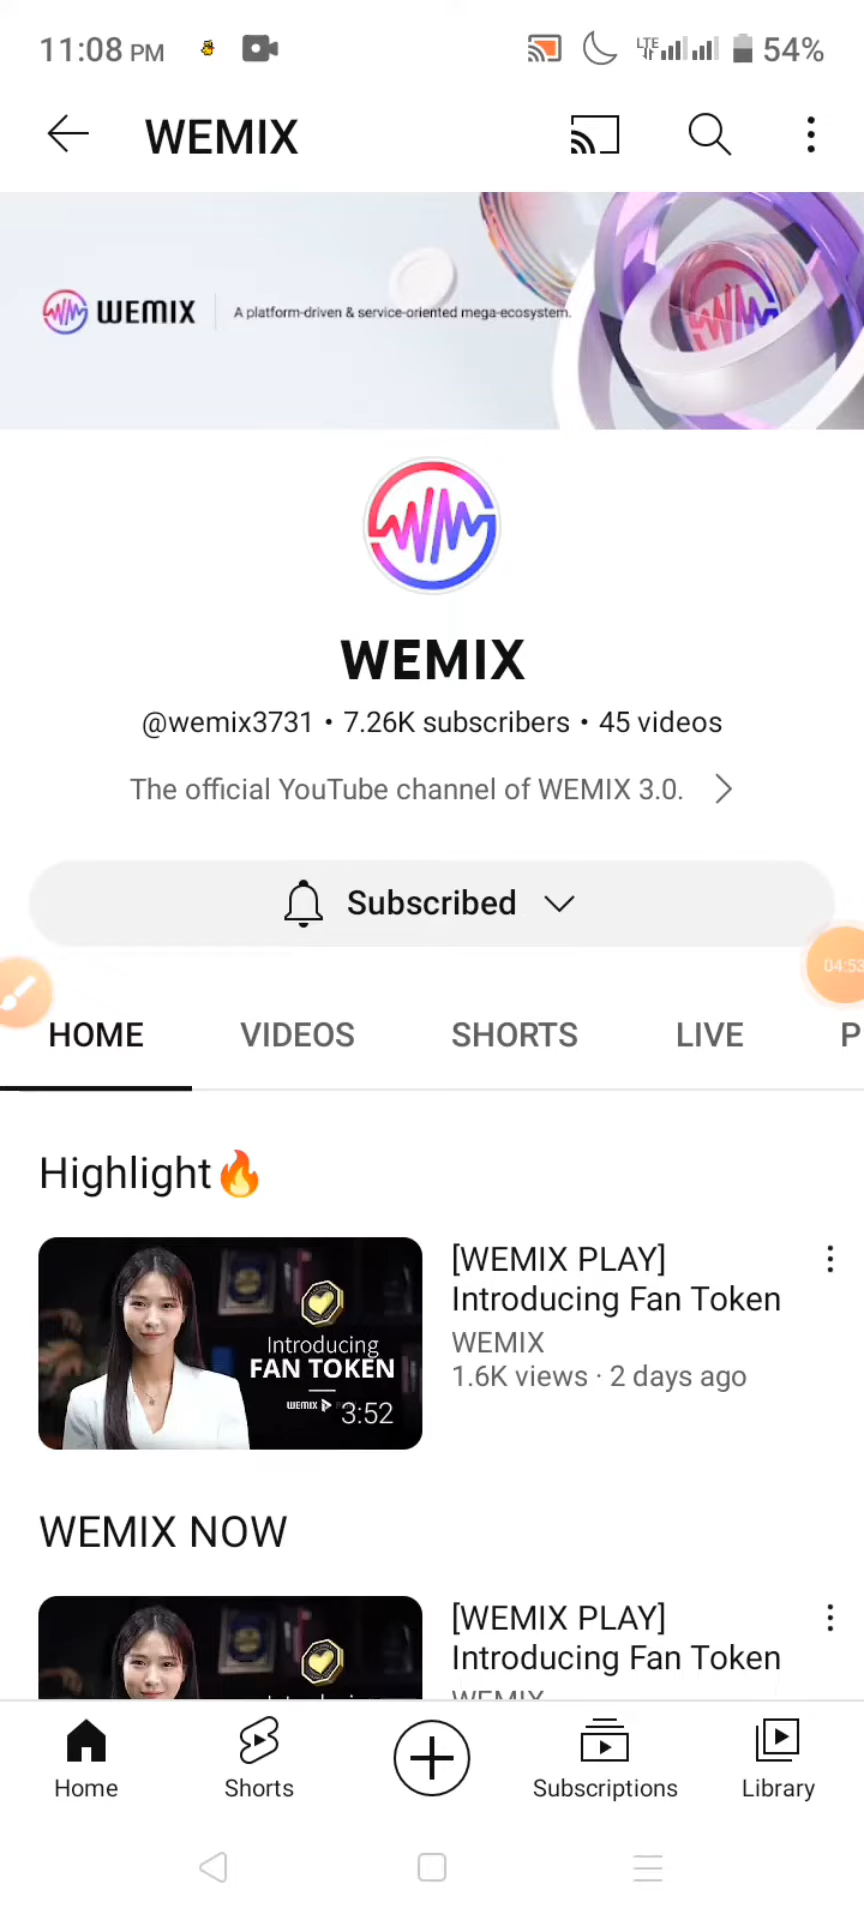 11:08 PM
LTE
54%
WEMIX
WEMIX
A platform-driven & service-oriented mega-ecosystem.
WEMIX
@wemix3731 • 7.26K subscribers • 45 videos
The official YouTube channel of WEMIX 3.0.
Subscribed
04:53
HOME VIDEOS SHORTS LIVE P
Highlight🔥
Introducing
FAN TOKEN
WEMIX
3:52
[WEMIX PLAY]
Introducing Fan Token
WEMIX
1.6K views · 2 days ago
WEMIX NOW
[WEMIX PLAY]
Introducing Fan Token
WEMIX
Home Shorts Subscriptions Library